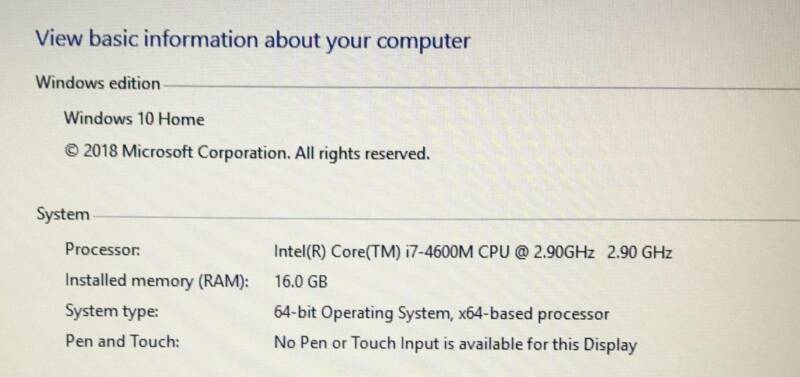 View basic information about your computer
Windows edition
Windows 10 Home
© 2018 Microsoft Corporation. All rights reserved.
System
Processor: Intel(R) Core(TM) i7-4600M CPU @ 2.90GHz 2.90 GHz
Installed memory (RAM): 16.0 GB
System type: 64-bit Operating System, x64-based processor
Pen and Touch: No Pen or Touch Input is available for this Display